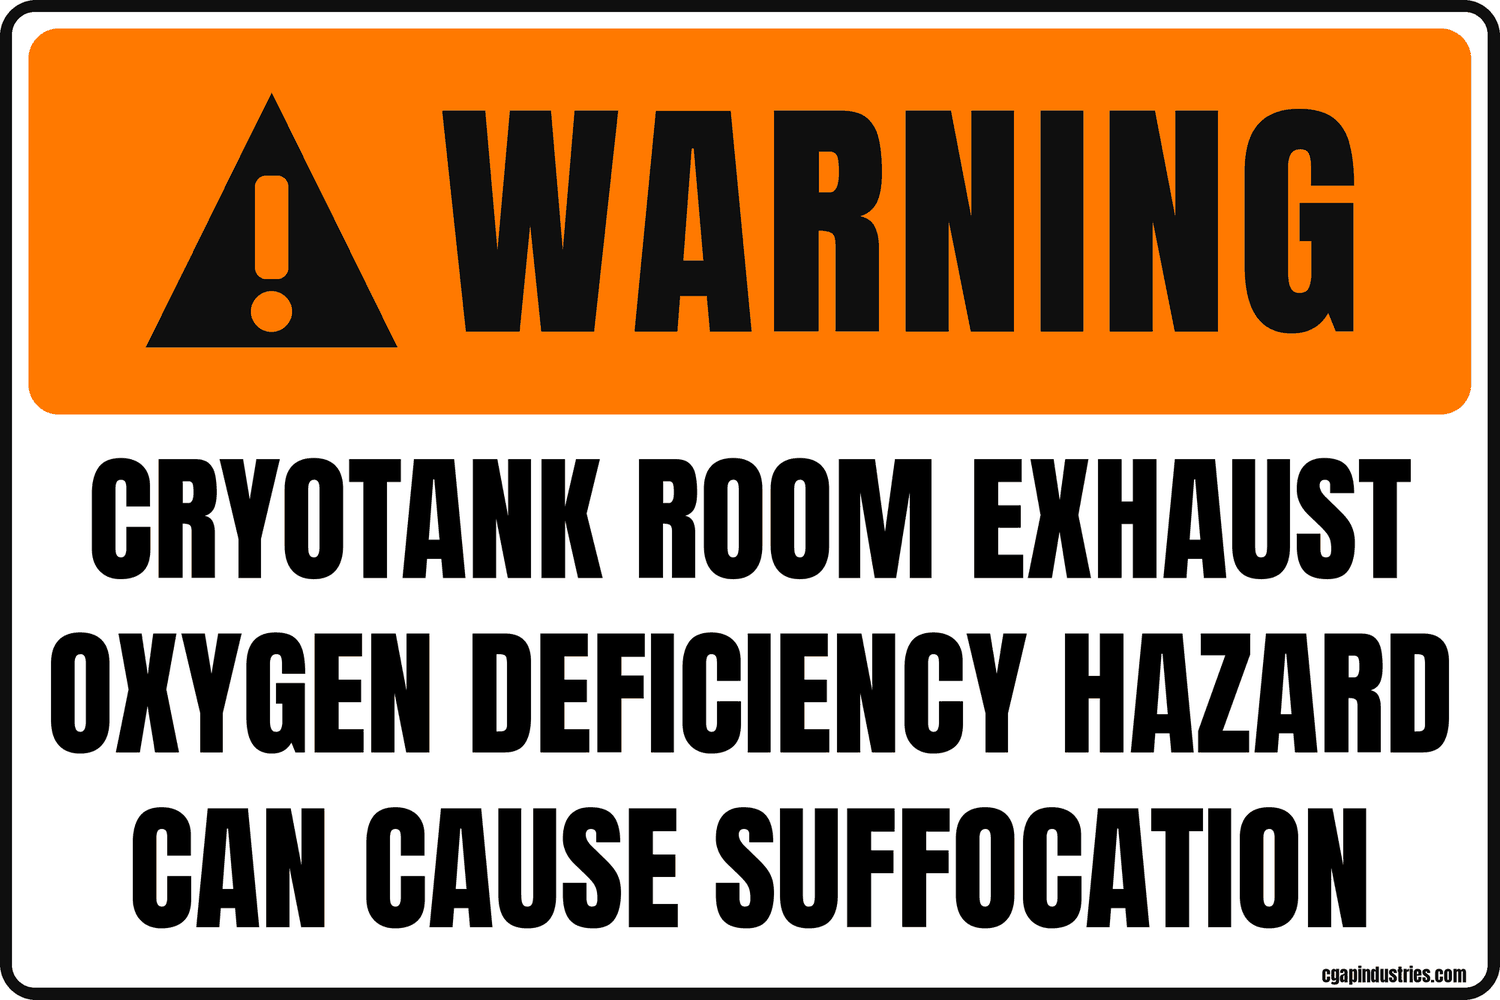 WARNING
CRYOTANK ROOM EXHAUST
OXYGEN DEFICIENCY HAZARD
CAN CAUSE SUFFOCATION
cgapindustries.com